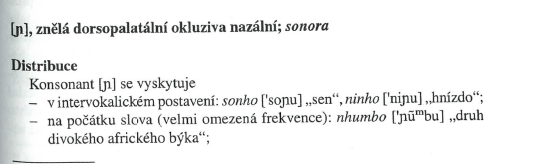 [ɲ], znělá dorsopalatální okluziva nazální; sonora
Distribuce
Konsonant [ɲ] se vyskytuje
– v intervokalickém postavení: sonho ['soɲu] „sen“, ninho ['niɲu] „hnízdo“;
– na počátku slova (velmi omezená frekvence): nhumbo ['ɲũᵐbu] „druh
divokého afrického býka“;